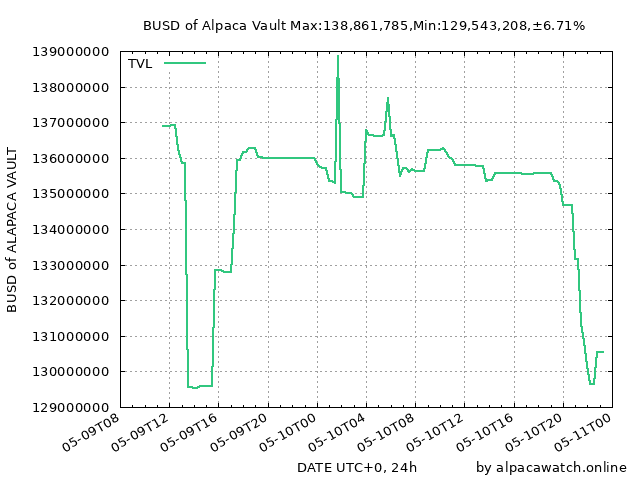 BUSD of Alpaca Vault Max:138,861,785,Min:129,543,208,±6.71%
TVL
139000000
138000000
137000000
136000000
135000000
134000000
133000000
132000000
131000000
130000000
129000000
BUSD of ALAPACA VAULT
05-09T08
05-09T12
05-09T16
05-09T20
05-10T00
05-10T04
05-10T08
05-10T12
05-10T16
05-10T20
05-11T00
DATE UTC+0, 24h
by alpacawatch.online